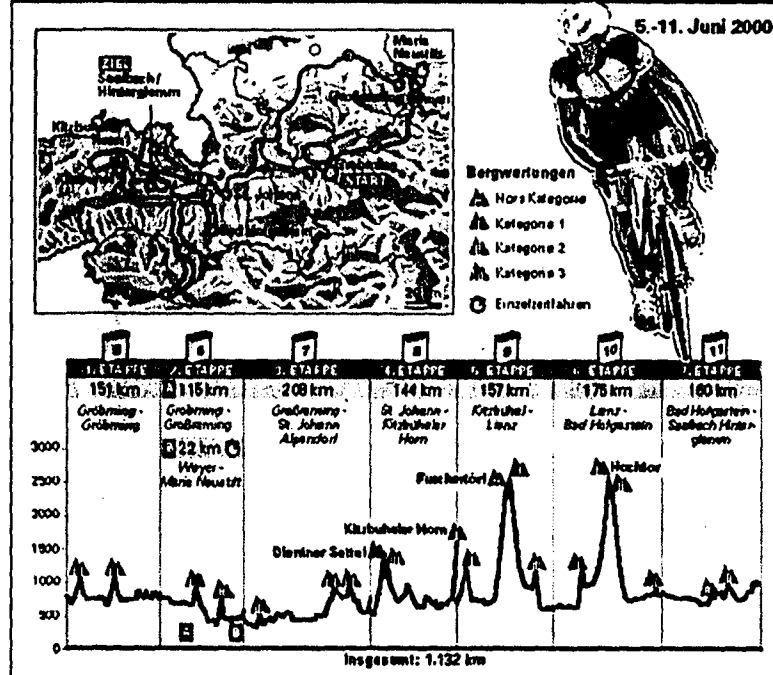 5.-11. Juni 2000
ZIEL
Saalbach/
Hinterglemm
Maria
Neustift
Kitzbüheler
Horn
START
Bergwertungen
Hors Kategorie
Kategorie 1
Kategorie 2
Kategorie 3
Einzelzeitfahren
5 6 7 8 9 10 11
1. ETAPPE 2. ETAPPE 3. ETAPPE 4. ETAPPE 5. ETAPPE 6. ETAPPE 7. ETAPPE
151 km
Gröbming -
Gröbming
A 115 km
Gröbming -
Großraming
B 22 km
Weyer -
Maria Neustift
208 km
Großraming -
St. Johann
Alpendorf
144 km
St. Johann -
Kitzbüheler
Horn
157 km
Kitzbühel -
Lienz
175 km
Lienz -
Bad Hofgastein
180 km
Bad Hofgastein -
Saalbach Hinter-
glemm
3000
2500
2000
1500
1000
500
0
Fuschertörl
Hochtor
Kitzbüheler Horn
Dientner Sattel
Insgesamt: 1.132 km